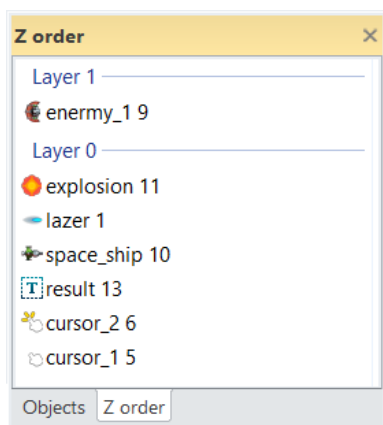 Z order
Layer 1
enermy_1 9
Layer 0
explosion 11
lazer 1
space_ship 10
T result 13
cursor_2 6
cursor_1 5
Objects Z order